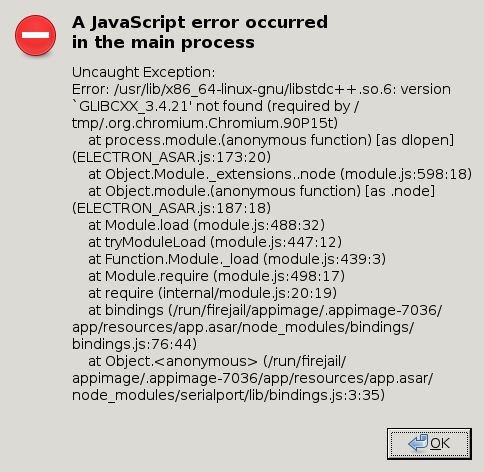 A JavaScript error occurred
in the main process
Uncaught Exception:
Error: /usr/lib/x86_64-linux-gnu/libstdc++.so.6: version
`GLIBCXX_3.4.21' not found (required by /
tmp/.org.chromium.Chromium.90P15t)
at process.module.(anonymous function) [as dlopen]
(ELECTRON_ASAR.js:173:20)
at Object.Module._extensions..node (module.js:598:18)
at Object.module.(anonymous function) [as .node]
(ELECTRON_ASAR.js:187:18)
at Module.load (module.js:488:32)
at tryModuleLoad (module.js:447:12)
at Function.Module._load (module.js:439:3)
at Module.require (module.js:498:17)
at require (internal/module.js:20:19)
at bindings (/run/firejail/appimage/.appimage-7036/
app/resources/app.asar/node_modules/bindings/
bindings.js:76:44)
at Object.<anonymous> (/run/firejail/
appimage/.appimage-7036/app/resources/app.asar/
node_modules/serialport/lib/bindings.js:3:35)
OK